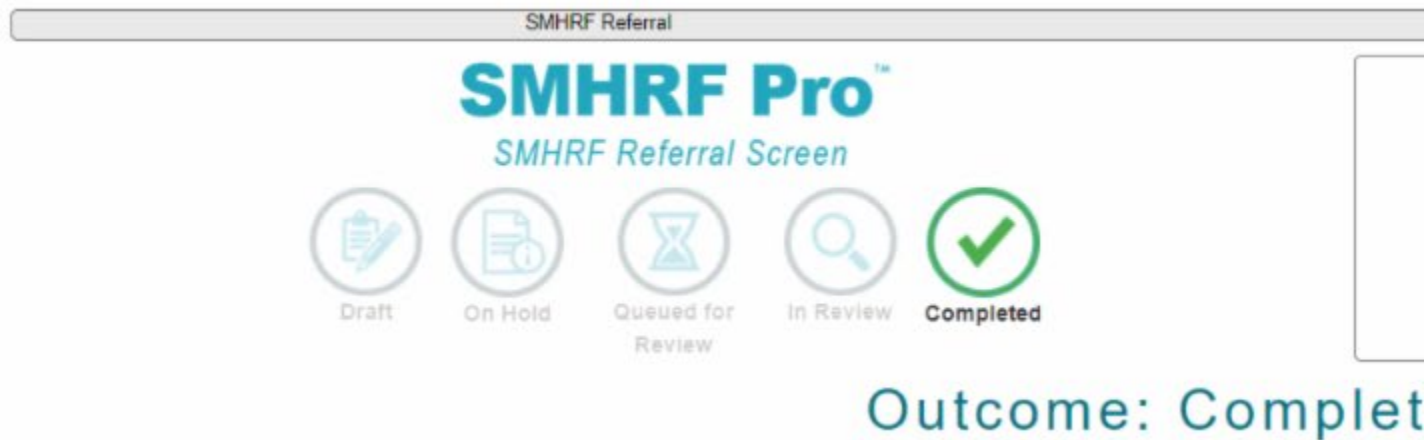 SMHRF Referral
SMHRF Pro™
SMHRF Referral Screen
Draft
On Hold
Queued for
Review
In Review
Completed
Outcome: Complet